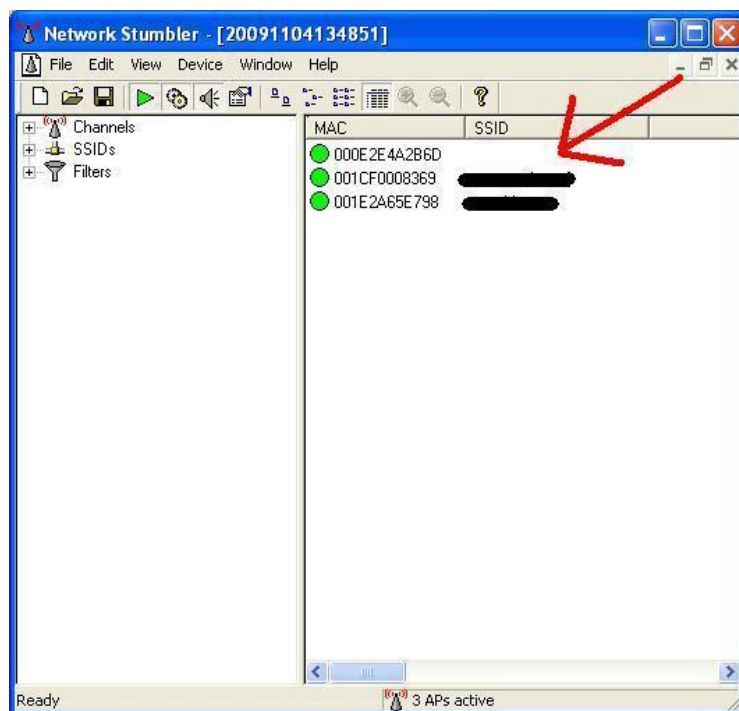 Network Stumbler - [20091104134851]
File Edit View Device Window Help
Channels
SSIDs
Filters
MAC SSID
000E2E4A2B6D
001CF0008369
001E2A65E798
Ready 3 APs active